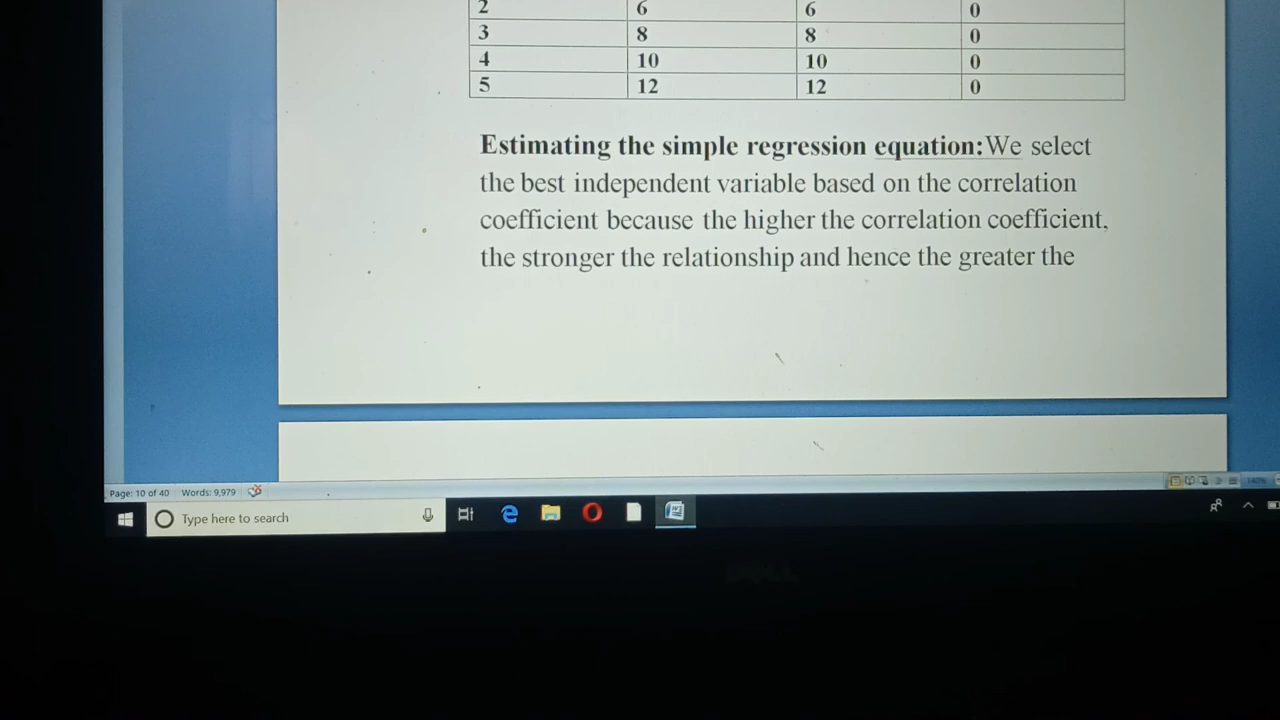 2 6 6 0
3 8 8 0
4 10 10 0
5 12 12 0
Estimating the simple regression equation:We select
the best independent variable based on the correlation
coefficient because the higher the correlation coefficient,
the stronger the relationship and hence the greater the
Page: 10 of 40 Words: 9,979 140%
Type here to search
DELL